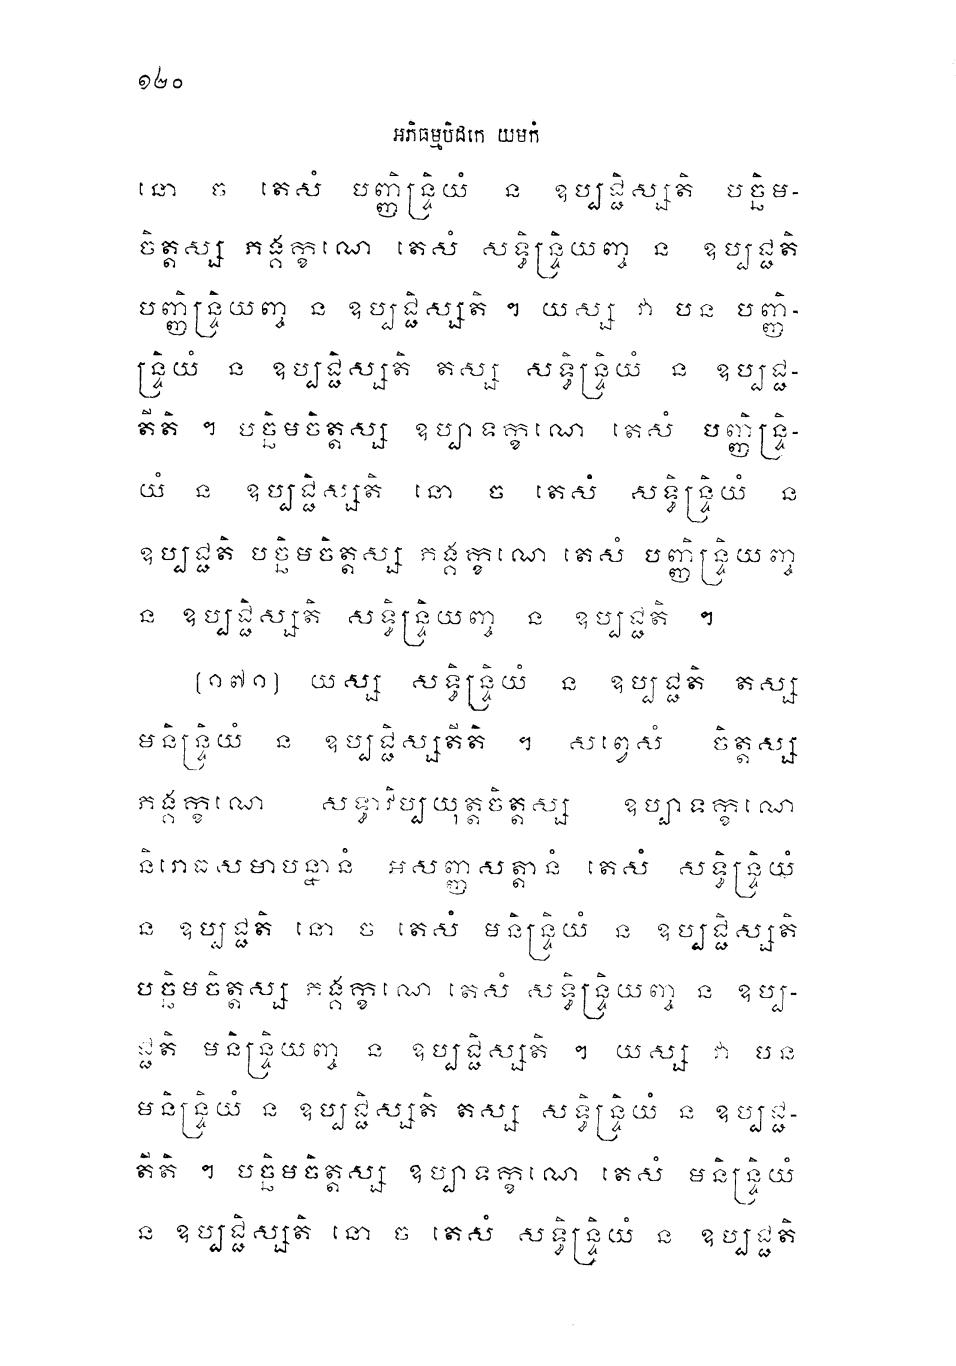 ១៤០
អភិធម្មបិដកេ យមកំ
នោ ច តេសំ បញ្ញិន្ទ្រិយំ ន ឧប្បជ្ជិស្សតិ បច្ឆិម-
ចិត្តស្ស ភង្គក្ខណេ តេសំ សទ្ធិន្ទ្រិយញ្ច ន ឧប្បជ្ជតិ
បញ្ញិន្ទ្រិយញ្ច ន ឧប្បជ្ជិស្សតិ ។ យស្ស វា បន បញ្ញិ-
ន្ទ្រិយំ ន ឧប្បជ្ជិស្សតិ តស្ស សទ្ធិន្ទ្រិយំ ន ឧប្បជ្ជ-
តីតិ ។ បច្ឆិមចិត្តស្ស ឧប្បាទក្ខណេ តេសំ បញ្ញិន្ទ្រិ-
យំ ន ឧប្បជ្ជិស្សតិ នោ ច តេសំ សទ្ធិន្ទ្រិយំ ន
ឧប្បជ្ជតិ បច្ឆិមចិត្តស្ស ភង្គក្ខណេ តេសំ បញ្ញិន្ទ្រិយញ្ច
ន ឧប្បជ្ជិស្សតិ សទ្ធិន្ទ្រិយញ្ច ន ឧប្បជ្ជតិ ។
(១៧១) យស្ស សទ្ធិន្ទ្រិយំ ន ឧប្បជ្ជតិ តស្ស
មនិន្ទ្រិយំ ន ឧប្បជ្ជិស្សតីតិ ។ សព្វេសំ ចិត្តស្ស
ភង្គក្ខណេ សទ្ធាវិប្បយុត្តចិត្តស្ស ឧប្បាទក្ខណេ
និរោធសមាបន្នានំ អសញ្ញសត្តានំ តេសំ សទ្ធិន្ទ្រិយំ
ន ឧប្បជ្ជតិ នោ ច តេសំ មនិន្ទ្រិយំ ន ឧប្បជ្ជិស្សតិ
បច្ឆិមចិត្តស្ស ភង្គក្ខណេ តេសំ សទ្ធិន្ទ្រិយញ្ច ន ឧប្ប-
ជ្ជតិ មនិន្ទ្រិយញ្ច ន ឧប្បជ្ជិស្សតិ ។ យស្ស វា បន
មនិន្ទ្រិយំ ន ឧប្បជ្ជិស្សតិ តស្ស សទ្ធិន្ទ្រិយំ ន ឧប្បជ្ជ-
តីតិ ។ បច្ឆិមចិត្តស្ស ឧប្បាទក្ខណេ តេសំ មនិន្ទ្រិយំ
ន ឧប្បជ្ជិស្សតិ នោ ច តេសំ សទ្ធិន្ទ្រិយំ ន ឧប្បជ្ជតិ